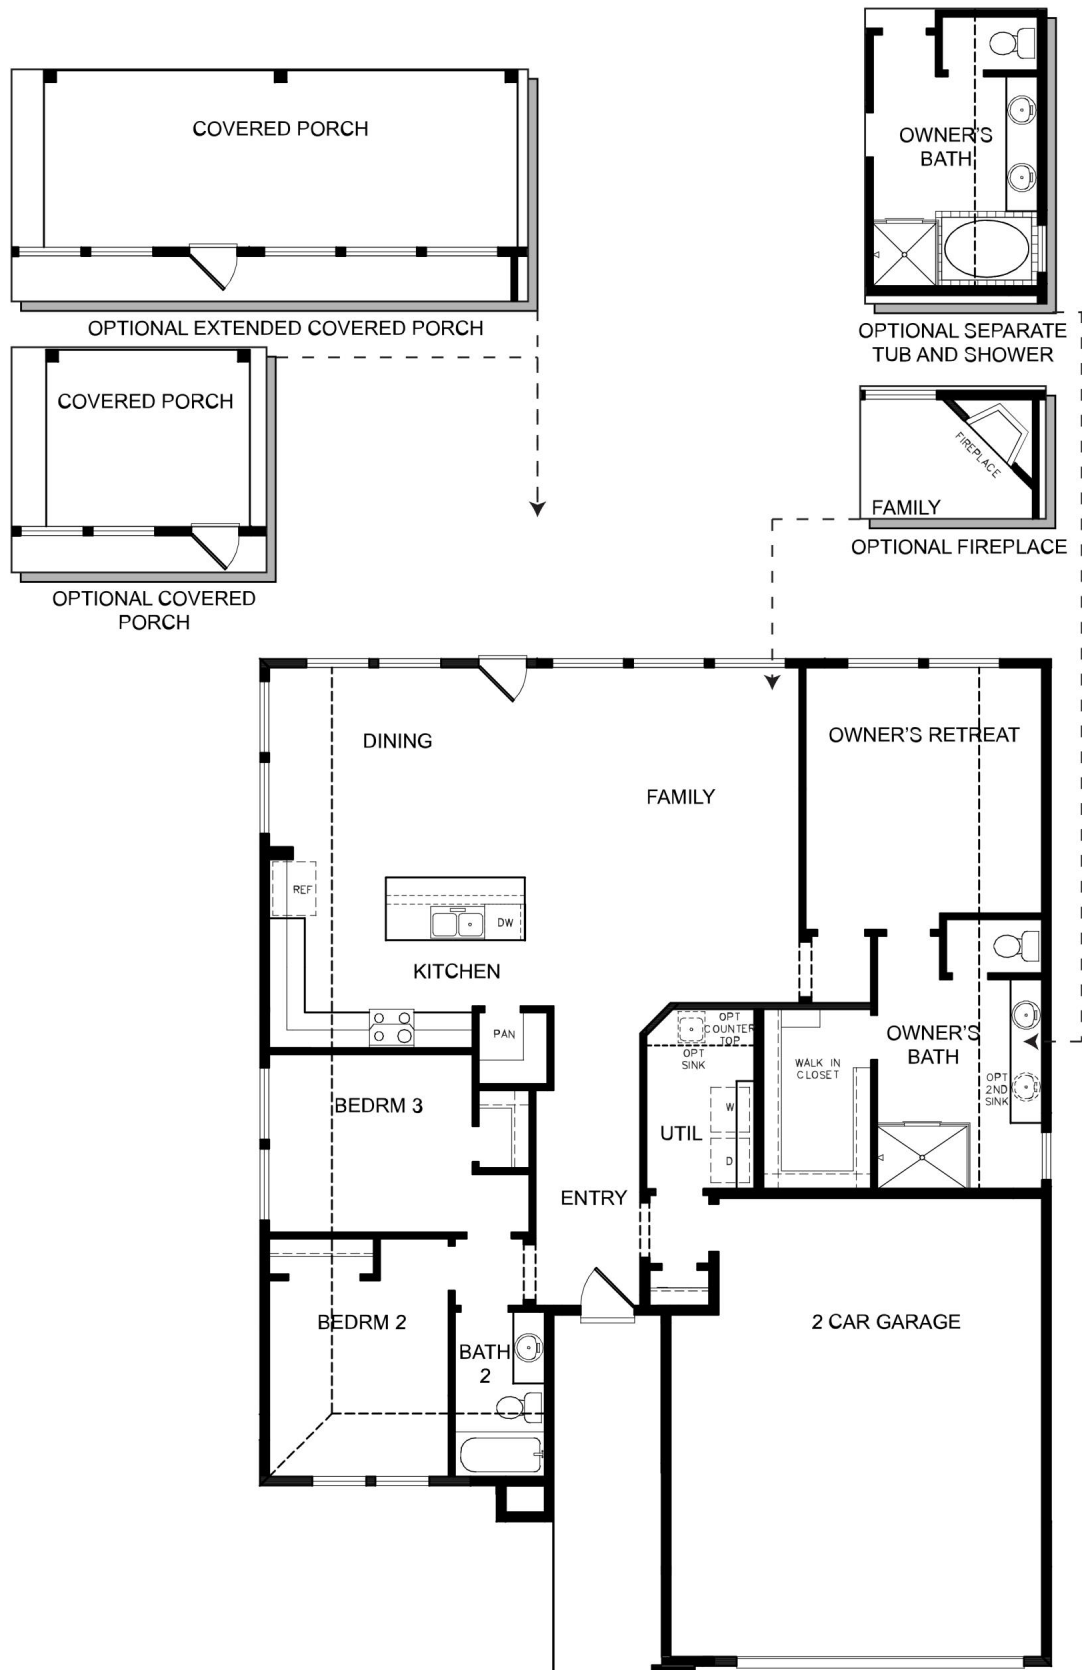 COVERED PORCH
OPTIONAL EXTENDED COVERED PORCH
COVERED PORCH
OPTIONAL COVERED
PORCH
OWNER'S
BATH
OPTIONAL SEPARATE
TUB AND SHOWER
FIREPLACE
FAMILY
OPTIONAL FIREPLACE
DINING
FAMILY
OWNER'S RETREAT
REF
DW
KITCHEN
PAN
OPT
COUNTER
TOP
OPT
SINK
WALK IN
CLOSET
OWNER'S
BATH
OPT
2ND
SINK
BEDRM 3
W
UTIL
D
ENTRY
BEDRM 2
BATH
2
2 CAR GARAGE